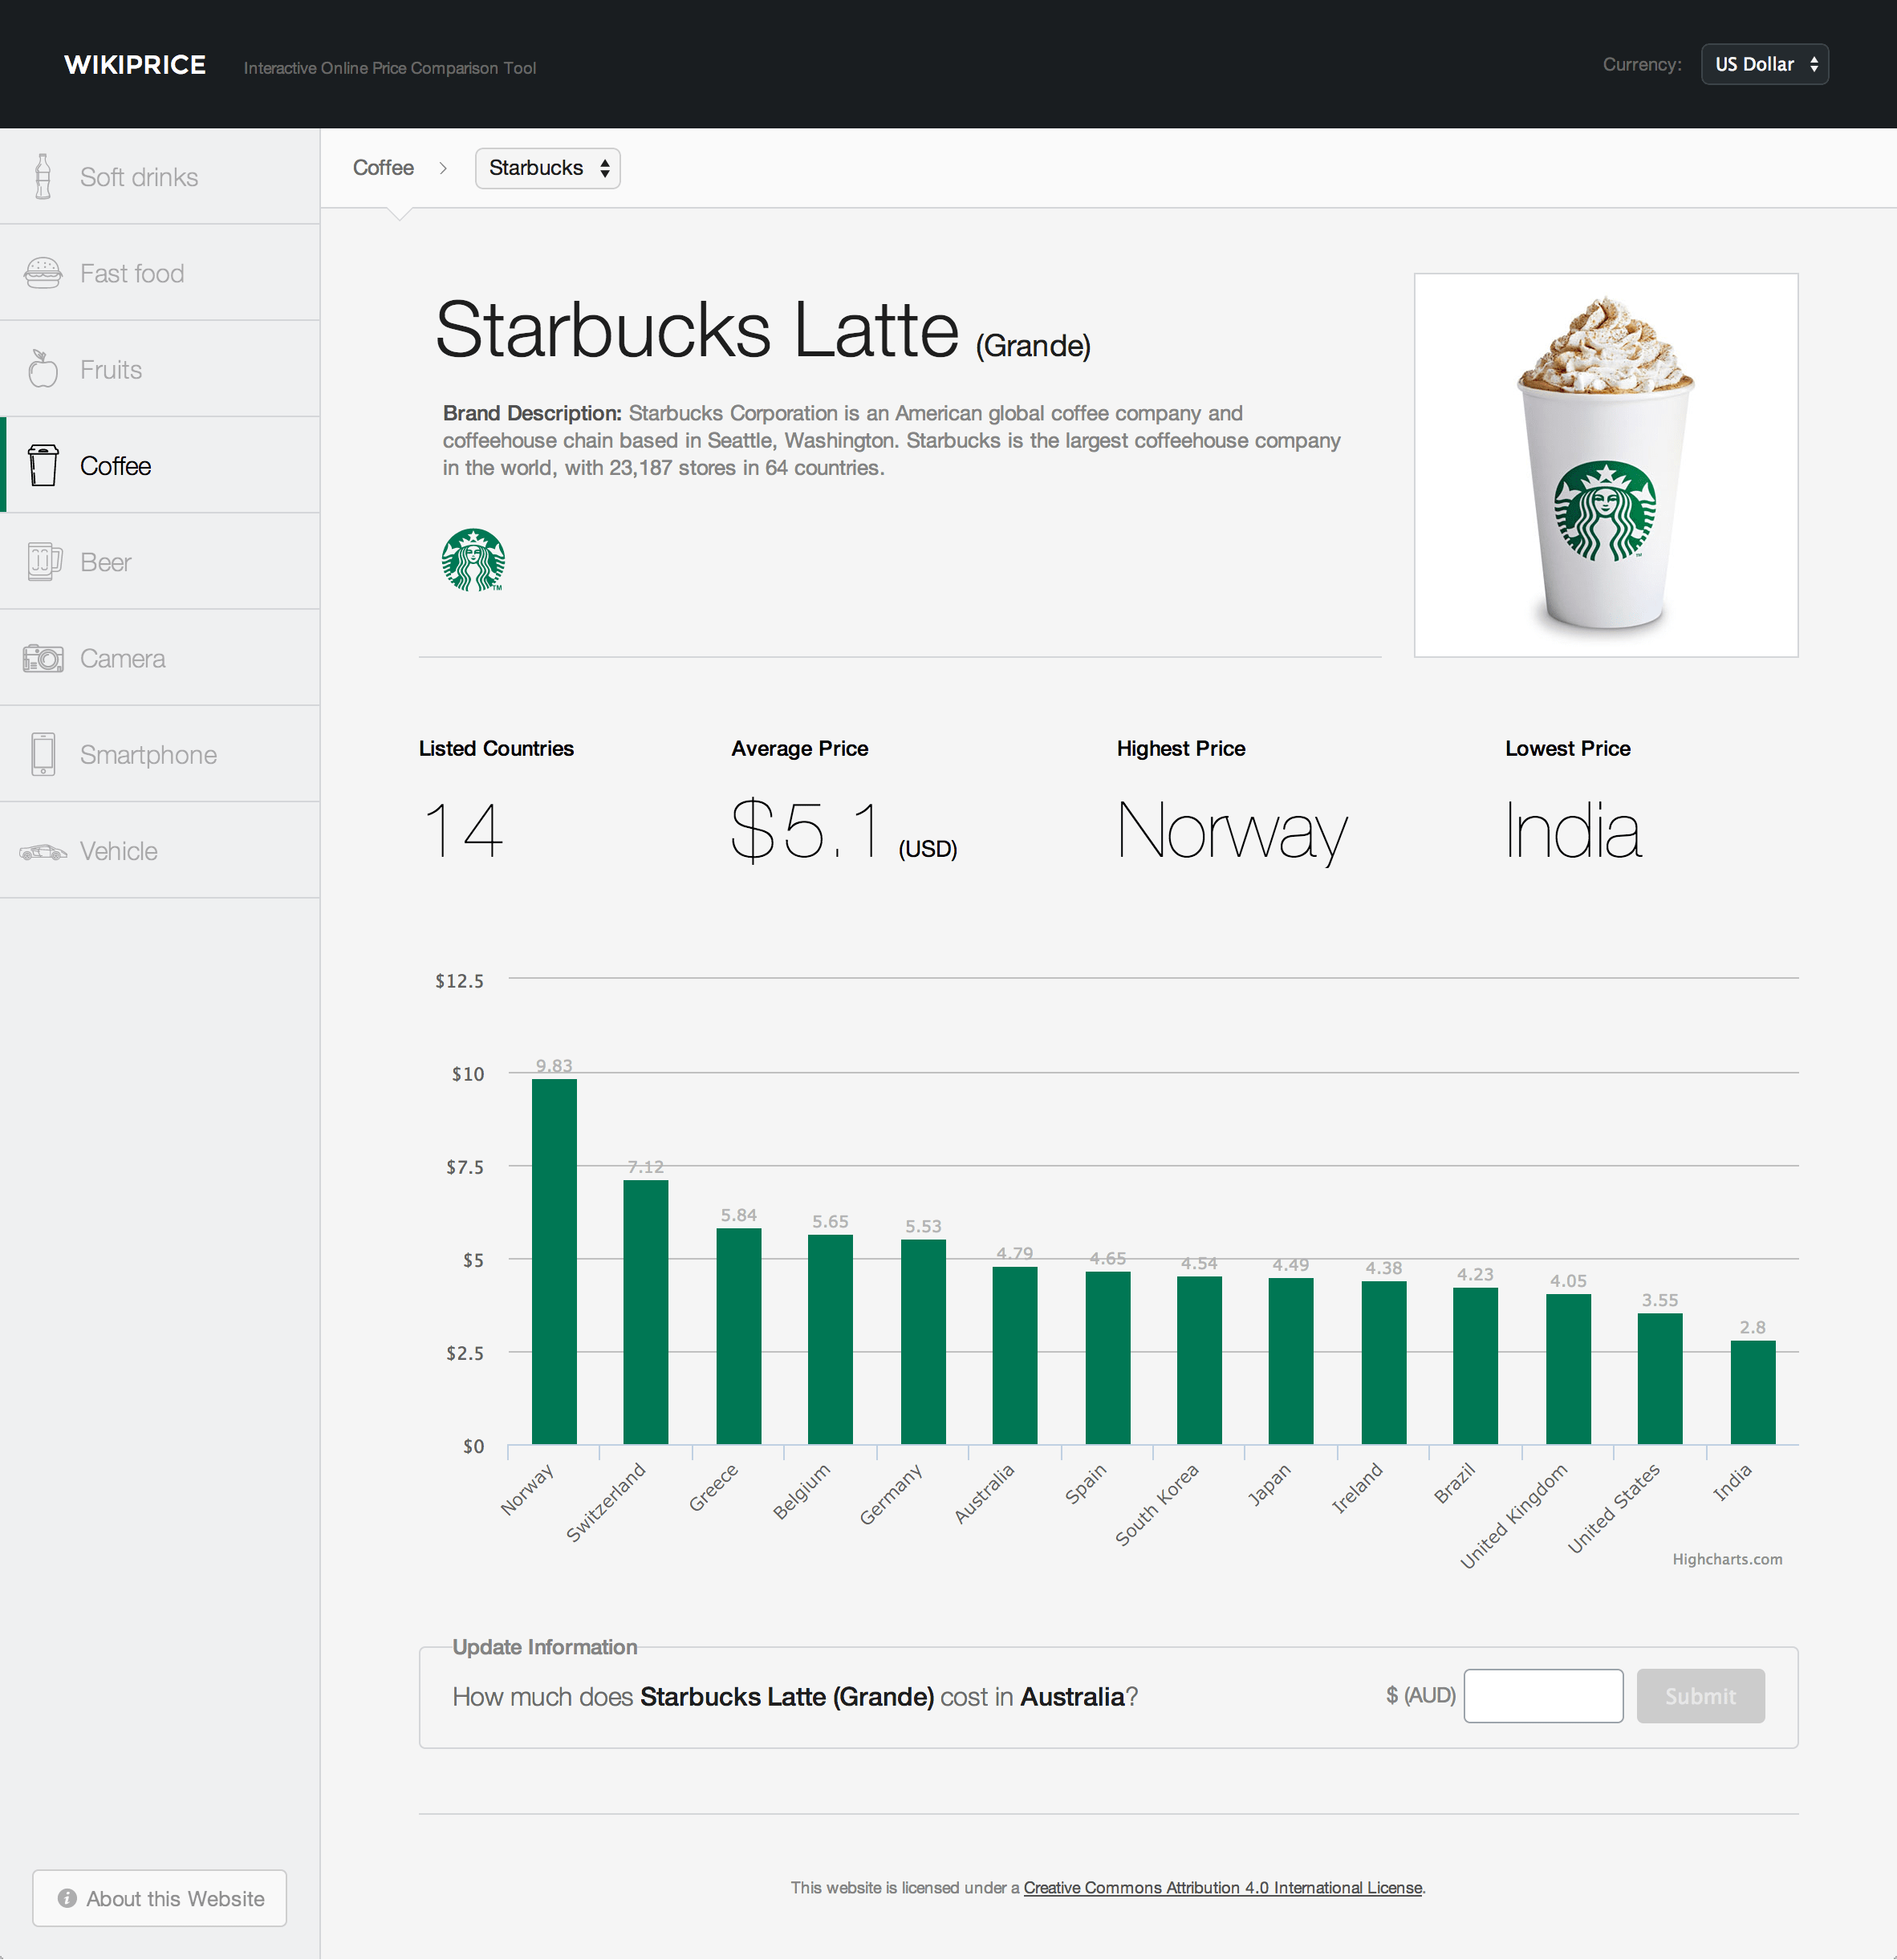 WIKIPRICE
Interactive Online Price Comparison Tool
Currency:
US Dollar
Soft drinks
Fast food
Fruits
Coffee
Beer
Camera
Smartphone
Vehicle
About this Website
Coffee
Starbucks
Starbucks Latte (Grande)
Brand Description: Starbucks Corporation is an American global coffee company and
coffeehouse chain based in Seattle, Washington. Starbucks is the largest coffeehouse company
in the world, with 23,187 stores in 64 countries.
TM
TM
Listed Countries
14
Average Price
$5.1 (USD)
Highest Price
Norway
Lowest Price
India
$12.5
$10
$7.5
$5
$2.5
$0
9.83
7.12
5.84
5.65
5.53
4.79
4.65
4.54
4.49
4.38
4.23
4.05
3.55
2.8
Norway
Switzerland
Greece
Belgium
Germany
Australia
Spain
South Korea
Japan
Ireland
Brazil
United Kingdom
United States
India
Highcharts.com
Update Information
How much does Starbucks Latte (Grande) cost in Australia?
$ (AUD)
Submit
This website is licensed under a Creative Commons Attribution 4.0 International License.